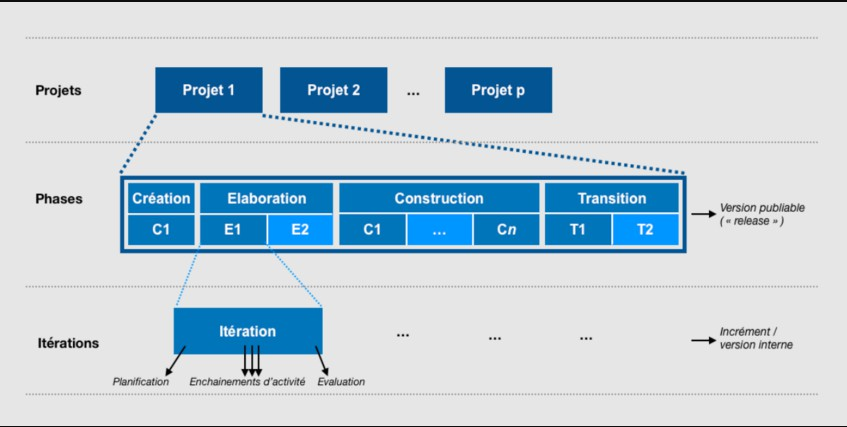 Projets
Projet 1
Projet 2
...
Projet p
Phases
Création
Elaboration
Construction
Transition
C1
E1
E2
C1
...
Cn
T1
T2
Version publiable
(« release »)
Itérations
Itération
...
...
...
Incrément /
version interne
Planification
Enchainements d'activité
Evaluation